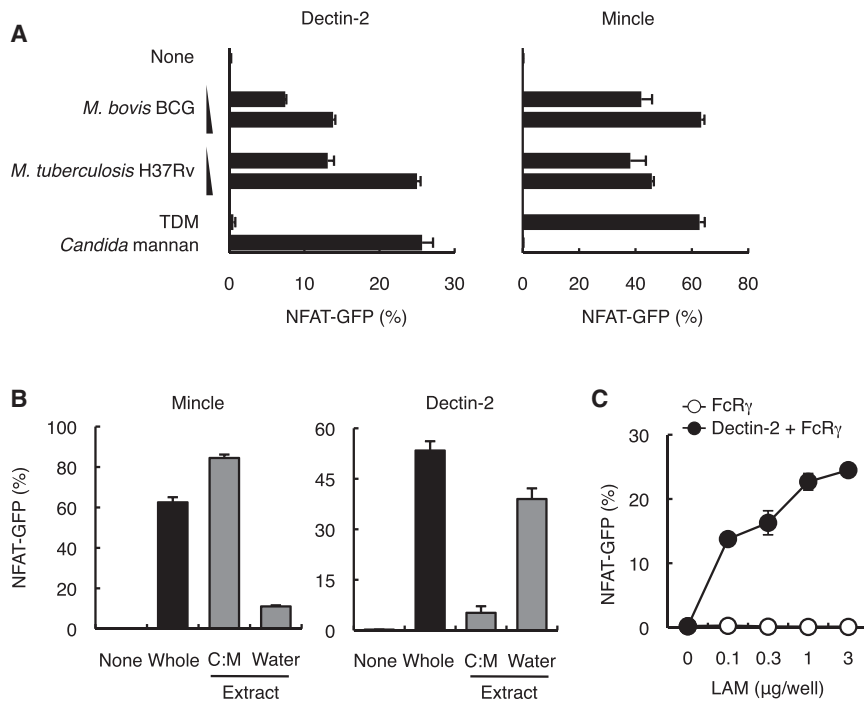 A
Dectin-2
Mincle
None
M. bovis BCG
M. tuberculosis H37Rv
TDM
Candida mannan
0 10 20 30
NFAT-GFP (%)
0 20 40 60 80
NFAT-GFP (%)
B
Mincle
NFAT-GFP (%)
100
80
60
40
20
0
None Whole C:M Water
Extract
Dectin-2
60
45
30
15
0
None Whole C:M Water
Extract
C
FcRγ
Dectin-2 + FcRγ
NFAT-GFP (%)
30
20
10
0
0 0.1 0.3 1 3
LAM (μg/well)